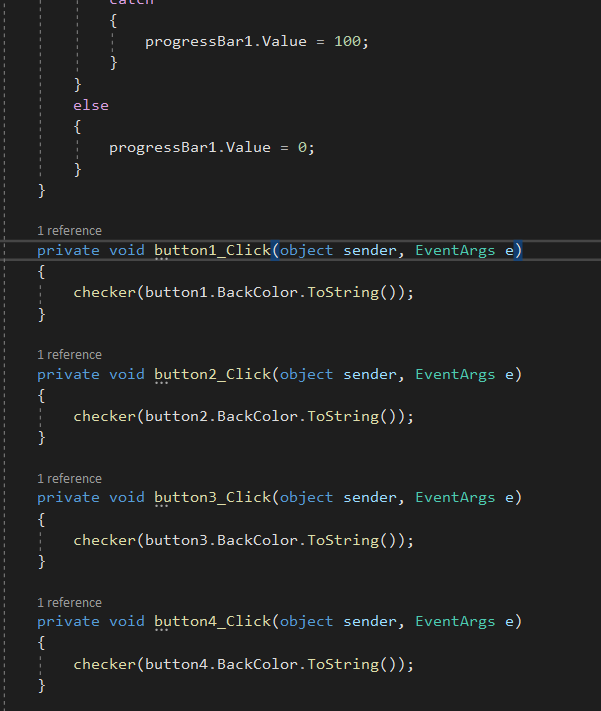 catch
{
progressBar1.Value = 100;
}
}
else
{
progressBar1.Value = 0;
}
}
1 reference
private void button1_Click(object sender, EventArgs e)
{
checker(button1.BackColor.ToString());
}
1 reference
private void button2_Click(object sender, EventArgs e)
{
checker(button2.BackColor.ToString());
}
1 reference
private void button3_Click(object sender, EventArgs e)
{
checker(button3.BackColor.ToString());
}
1 reference
private void button4_Click(object sender, EventArgs e)
{
checker(button4.BackColor.ToString());
}